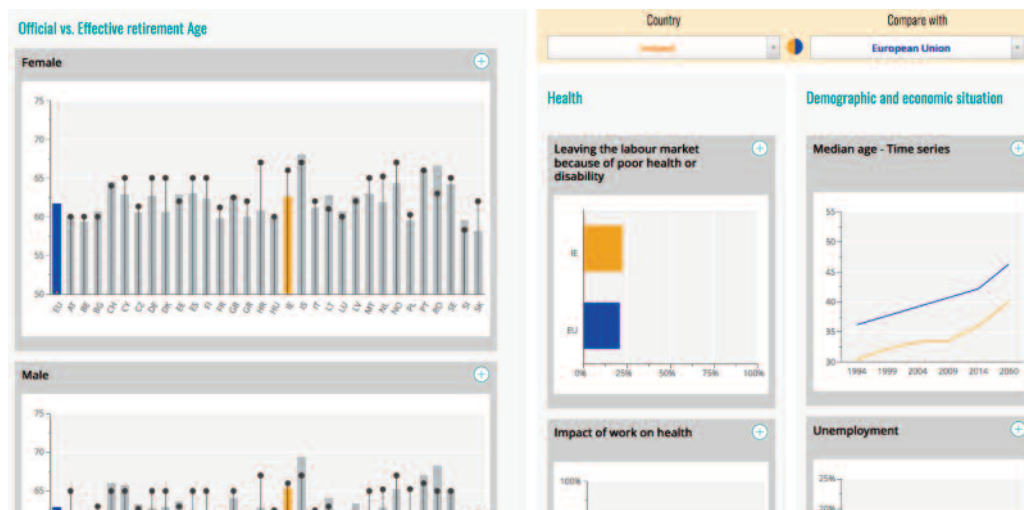 Official vs. Effective retirement Age
Female
75
70
65
60
55
50
EU AT BE BG CH CY CZ DE DK EE ES FI FR GB GR HR HU IE IS IT LT LU LV MT NL NO PL PT RO SE SI SK
Male
75
70
65
Country
Compare with
Ireland
European Union
Health
Leaving the labour market
because of poor health or
disability
IE
EU
0% 25% 50% 75% 100%
Impact of work on health
100%
Demographic and economic situation
Median age - Time series
55
50
45
40
35
30
1994 1999 2004 2009 2014 2060
Unemployment
25%
20%